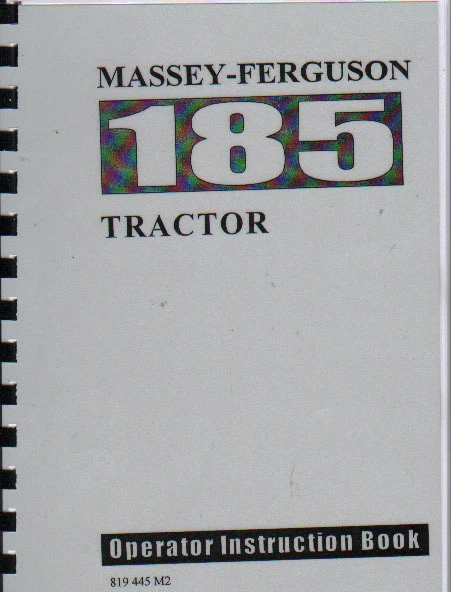 MASSEY-FERGUSON
185
TRACTOR
Operator Instruction Book
819 445 M2